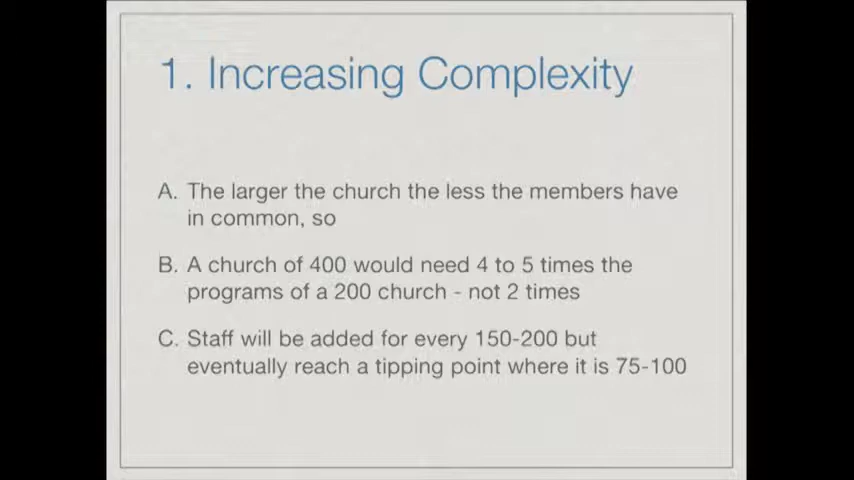 1. Increasing Complexity
A. The larger the church the less the members have
in common, so
B. A church of 400 would need 4 to 5 times the
programs of a 200 church - not 2 times
C. Staff will be added for every 150-200 but
eventually reach a tipping point where it is 75-100